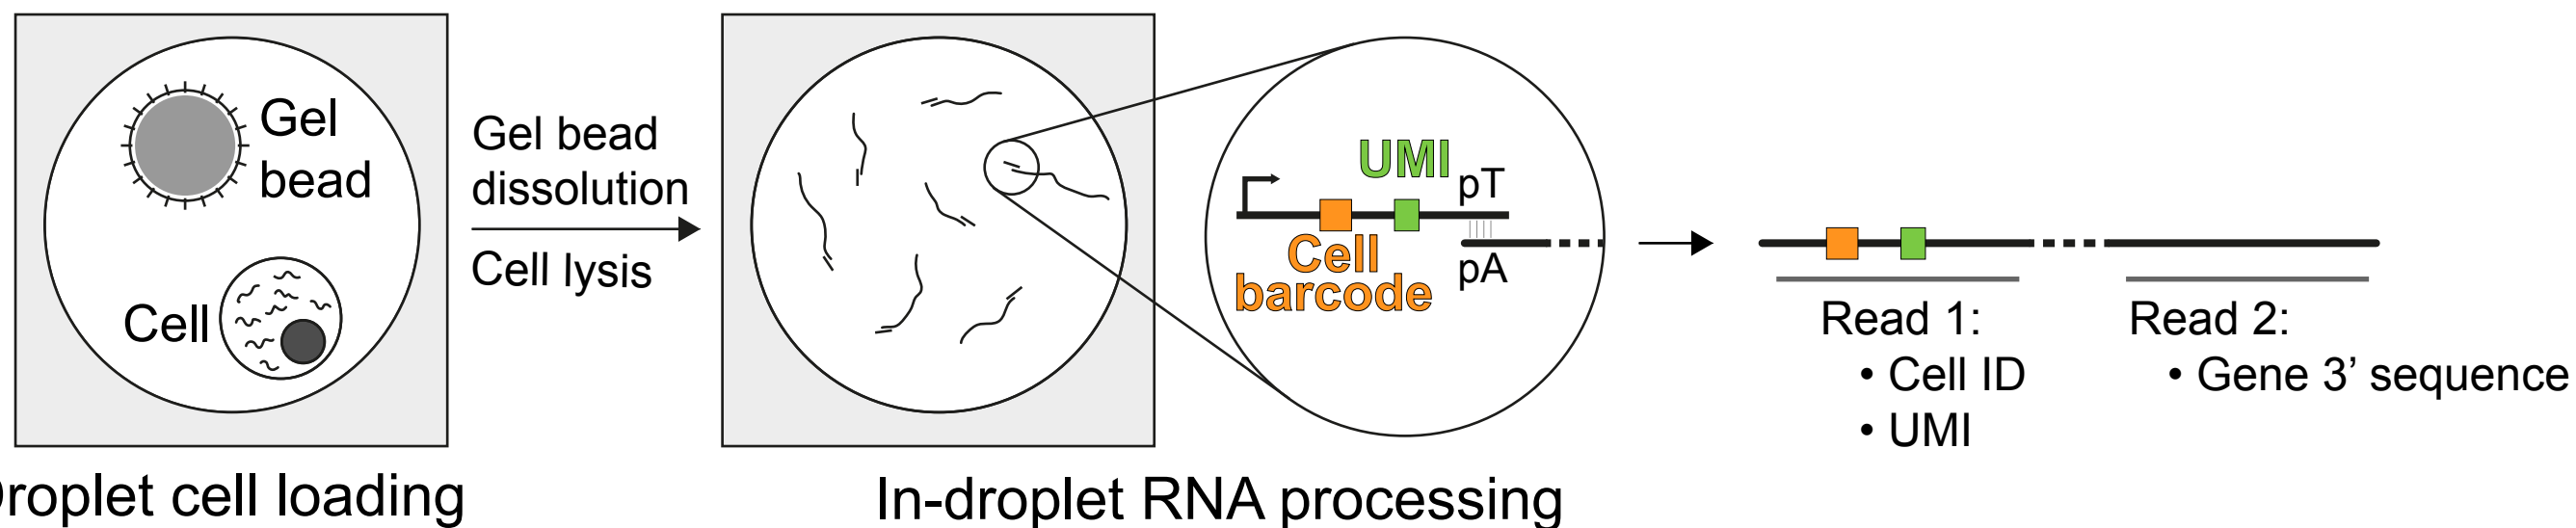 Gel
bead
Cell
Gel bead
dissolution
Cell lysis
UMI
pT
Cell
barcode
pA
Read 1:
• Cell ID
• UMI
Read 2:
• Gene 3’ sequence
roplet cell loading
In-droplet RNA processing